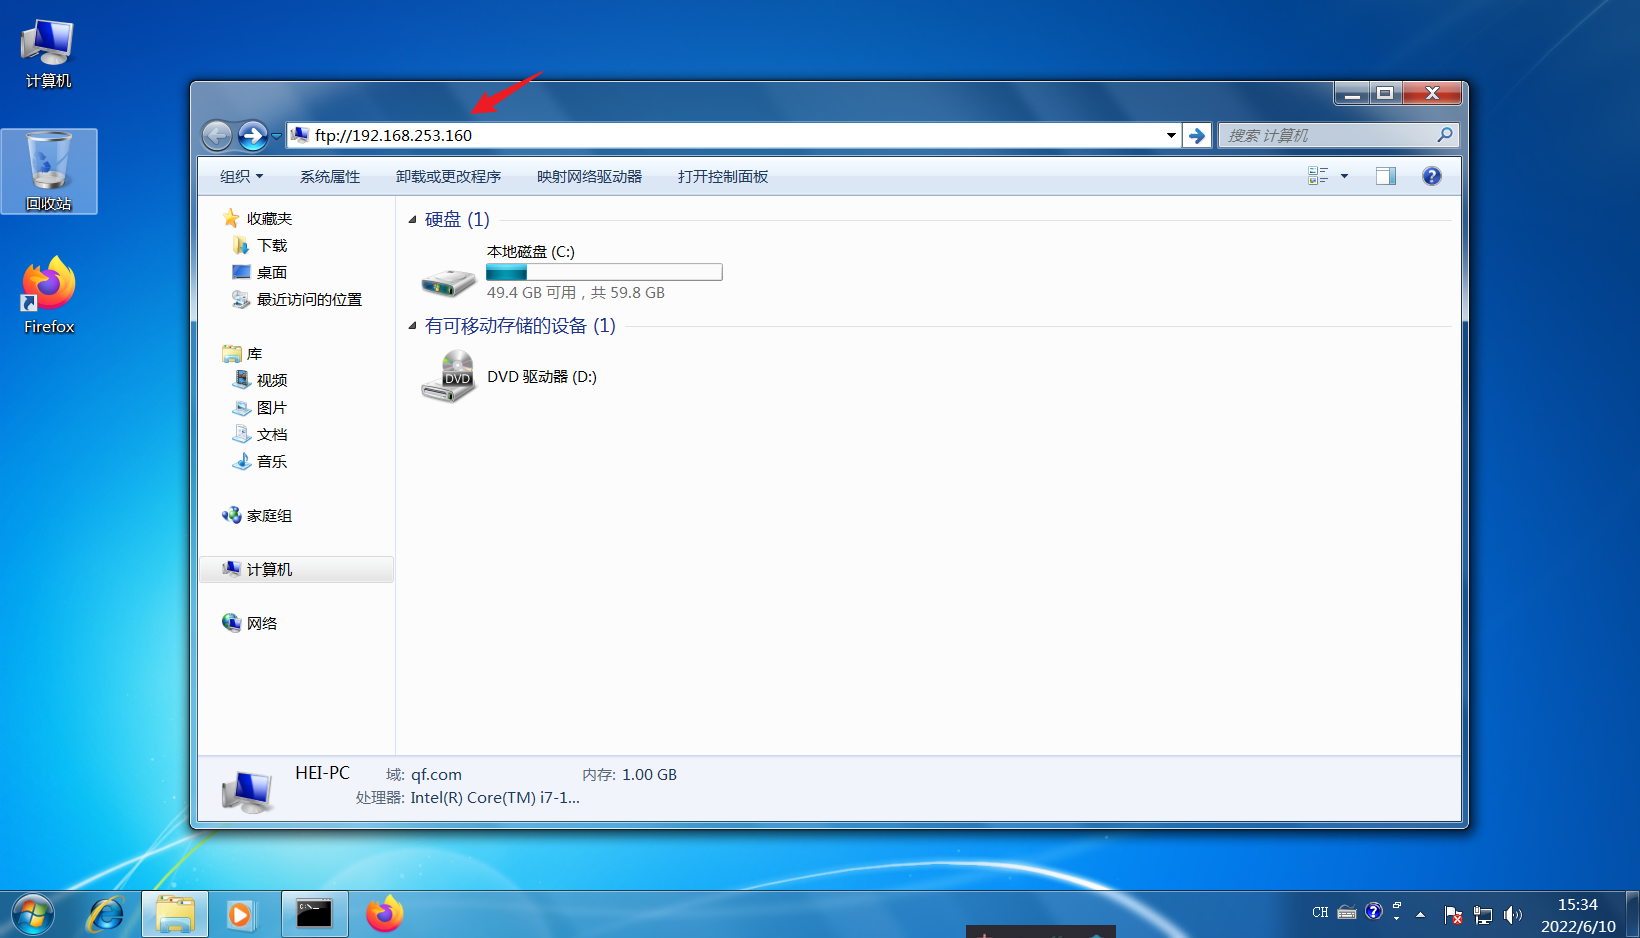 计算机
回收站
Firefox
ftp://192.168.253.160
搜索 计算机
组织 系统属性 卸载或更改程序 映射网络驱动器 打开控制面板
收藏夹
下载
桌面
最近访问的位置
库
视频
图片
文档
音乐
家庭组
计算机
网络
硬盘 (1)
本地磁盘 (C:)
49.4 GB 可用，共 59.8 GB
有可移动存储的设备 (1)
DVD
DVD 驱动器 (D:)
HEI-PC 域: qf.com 内存: 1.00 GB
处理器: Intel(R) Core(TM) i7-1...
CH
15:34
2022/6/10